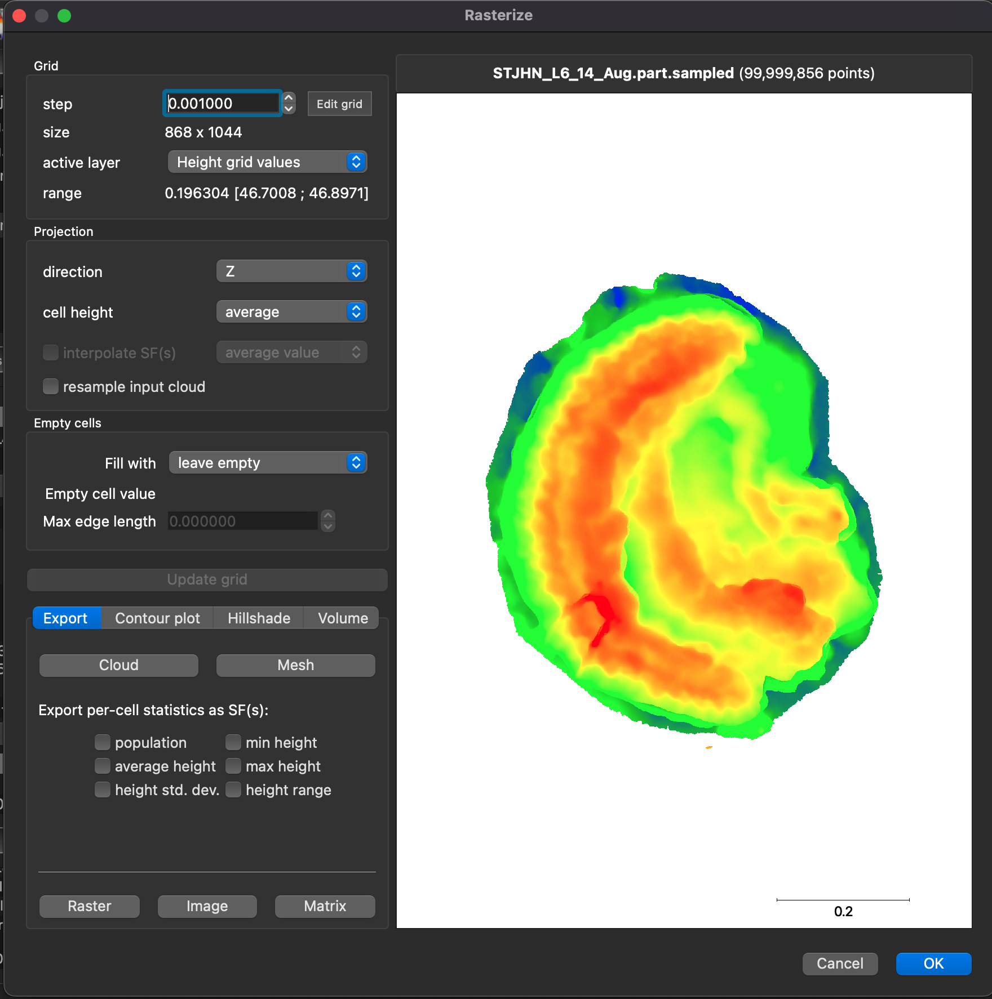 Rasterize
Grid
step 0.001000 Edit grid
size 868 x 1044
active layer Height grid values
range 0.196304 [46.7008 ; 46.8971]
Projection
direction Z
cell height average
interpolate SF(s) average value
resample input cloud
Empty cells
Fill with leave empty
Empty cell value
Max edge length 0.000000
Update grid
Export Contour plot Hillshade Volume
Cloud Mesh
Export per-cell statistics as SF(s):
population min height
average height max height
height std. dev. height range
Raster Image Matrix
STJHN_L6_14_Aug.part.sampled (99,999,856 points)
0.2
Cancel OK